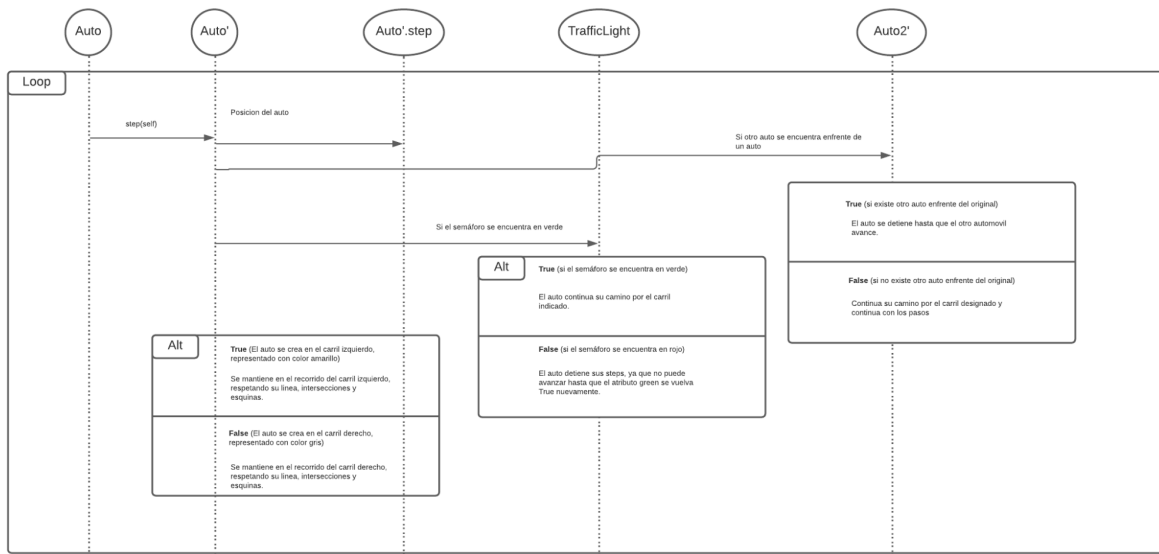 Auto
Auto'
Auto'.step
TrafficLight
Auto2'
Loop
step(self)
Posicion del auto
Si otro auto se encuentra enfrente de
un auto
Si el semáforo se encuentra en verde
True (si existe otro auto enfrente del original)
El auto se detiene hasta que el otro automovil
avance.
False (si no existe otro auto enfrente del original)
Continua su camino por el carril designado y
continua con los pasos
Alt
True (si el semáforo se encuentra en verde)
El auto continua su camino por el carril
indicado.
False (si el semáforo se encuentra en rojo)
El auto detiene sus steps, ya que no puede
avanzar hasta que el atributo green se vuelva
True nuevamente.
Alt
True (El auto se crea en el carril izquierdo,
representado con color amarillo)
Se mantiene en el recorrido del carril izquierdo,
respetando su linea, intersecciones y
esquinas.
False (El auto se crea en el carril derecho,
representado con color gris)
Se mantiene en el recorrido del carril derecho,
respetando su linea, intersecciones y
esquinas.